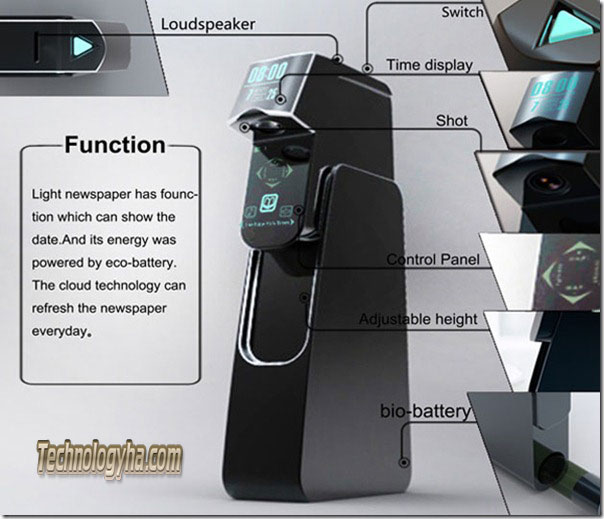 Loudspeaker
Switch
Time display
08:00
Shot
Function
Light newspaper has founc-
tion which can show the
date.And its energy was
powered by eco-battery.
The cloud technology can
refresh the newspaper
everyday。
Control Panel
Adjustable height
bio-battery
Technologyha.com